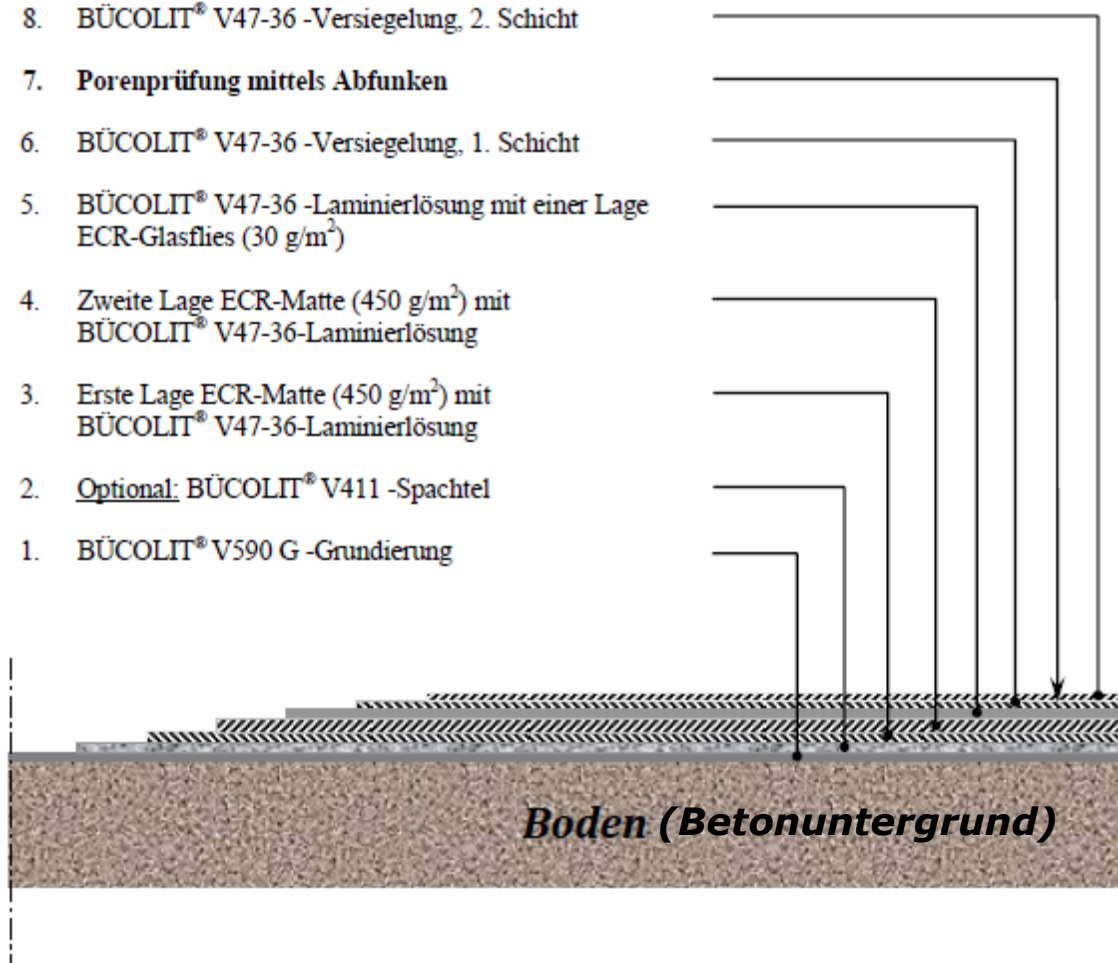 8. BÜCOLIT® V47-36 -Versiegelung, 2. Schicht
7. Porenprüfung mittels Abfunken
6. BÜCOLIT® V47-36 -Versiegelung, 1. Schicht
5. BÜCOLIT® V47-36 -Laminierlösung mit einer Lage
ECR-Glasflies (30 g/m²)
4. Zweite Lage ECR-Matte (450 g/m²) mit
BÜCOLIT® V47-36-Laminierlösung
3. Erste Lage ECR-Matte (450 g/m²) mit
BÜCOLIT® V47-36-Laminierlösung
2. Optional: BÜCOLIT® V411 -Spachtel
1. BÜCOLIT® V590 G -Grundierung
Boden (Betonuntergrund)